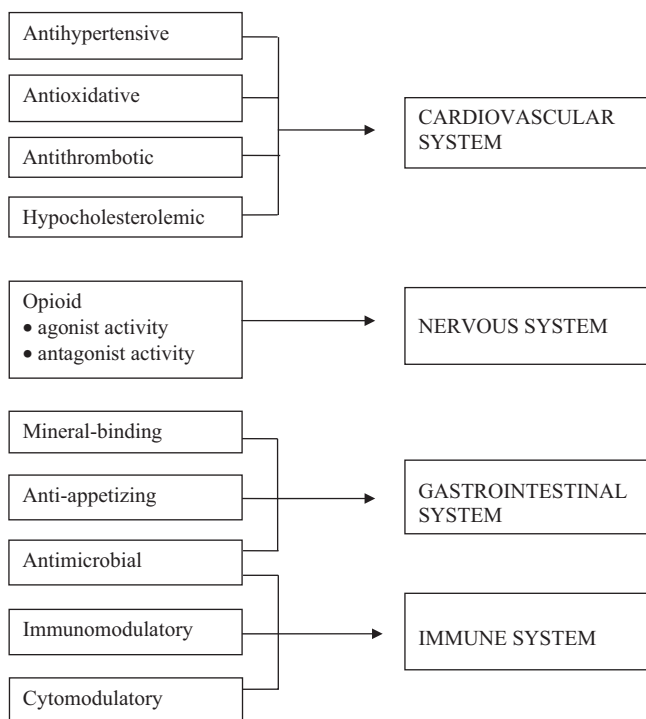 Antihypertensive
Antioxidative
Antithrombotic
Hypocholesterolemic
CARDIOVASCULAR
SYSTEM
Opioid
• agonist activity
• antagonist activity
NERVOUS SYSTEM
Mineral-binding
Anti-appetizing
Antimicrobial
GASTROINTESTINAL
SYSTEM
Immunomodulatory
Cytomodulatory
IMMUNE SYSTEM